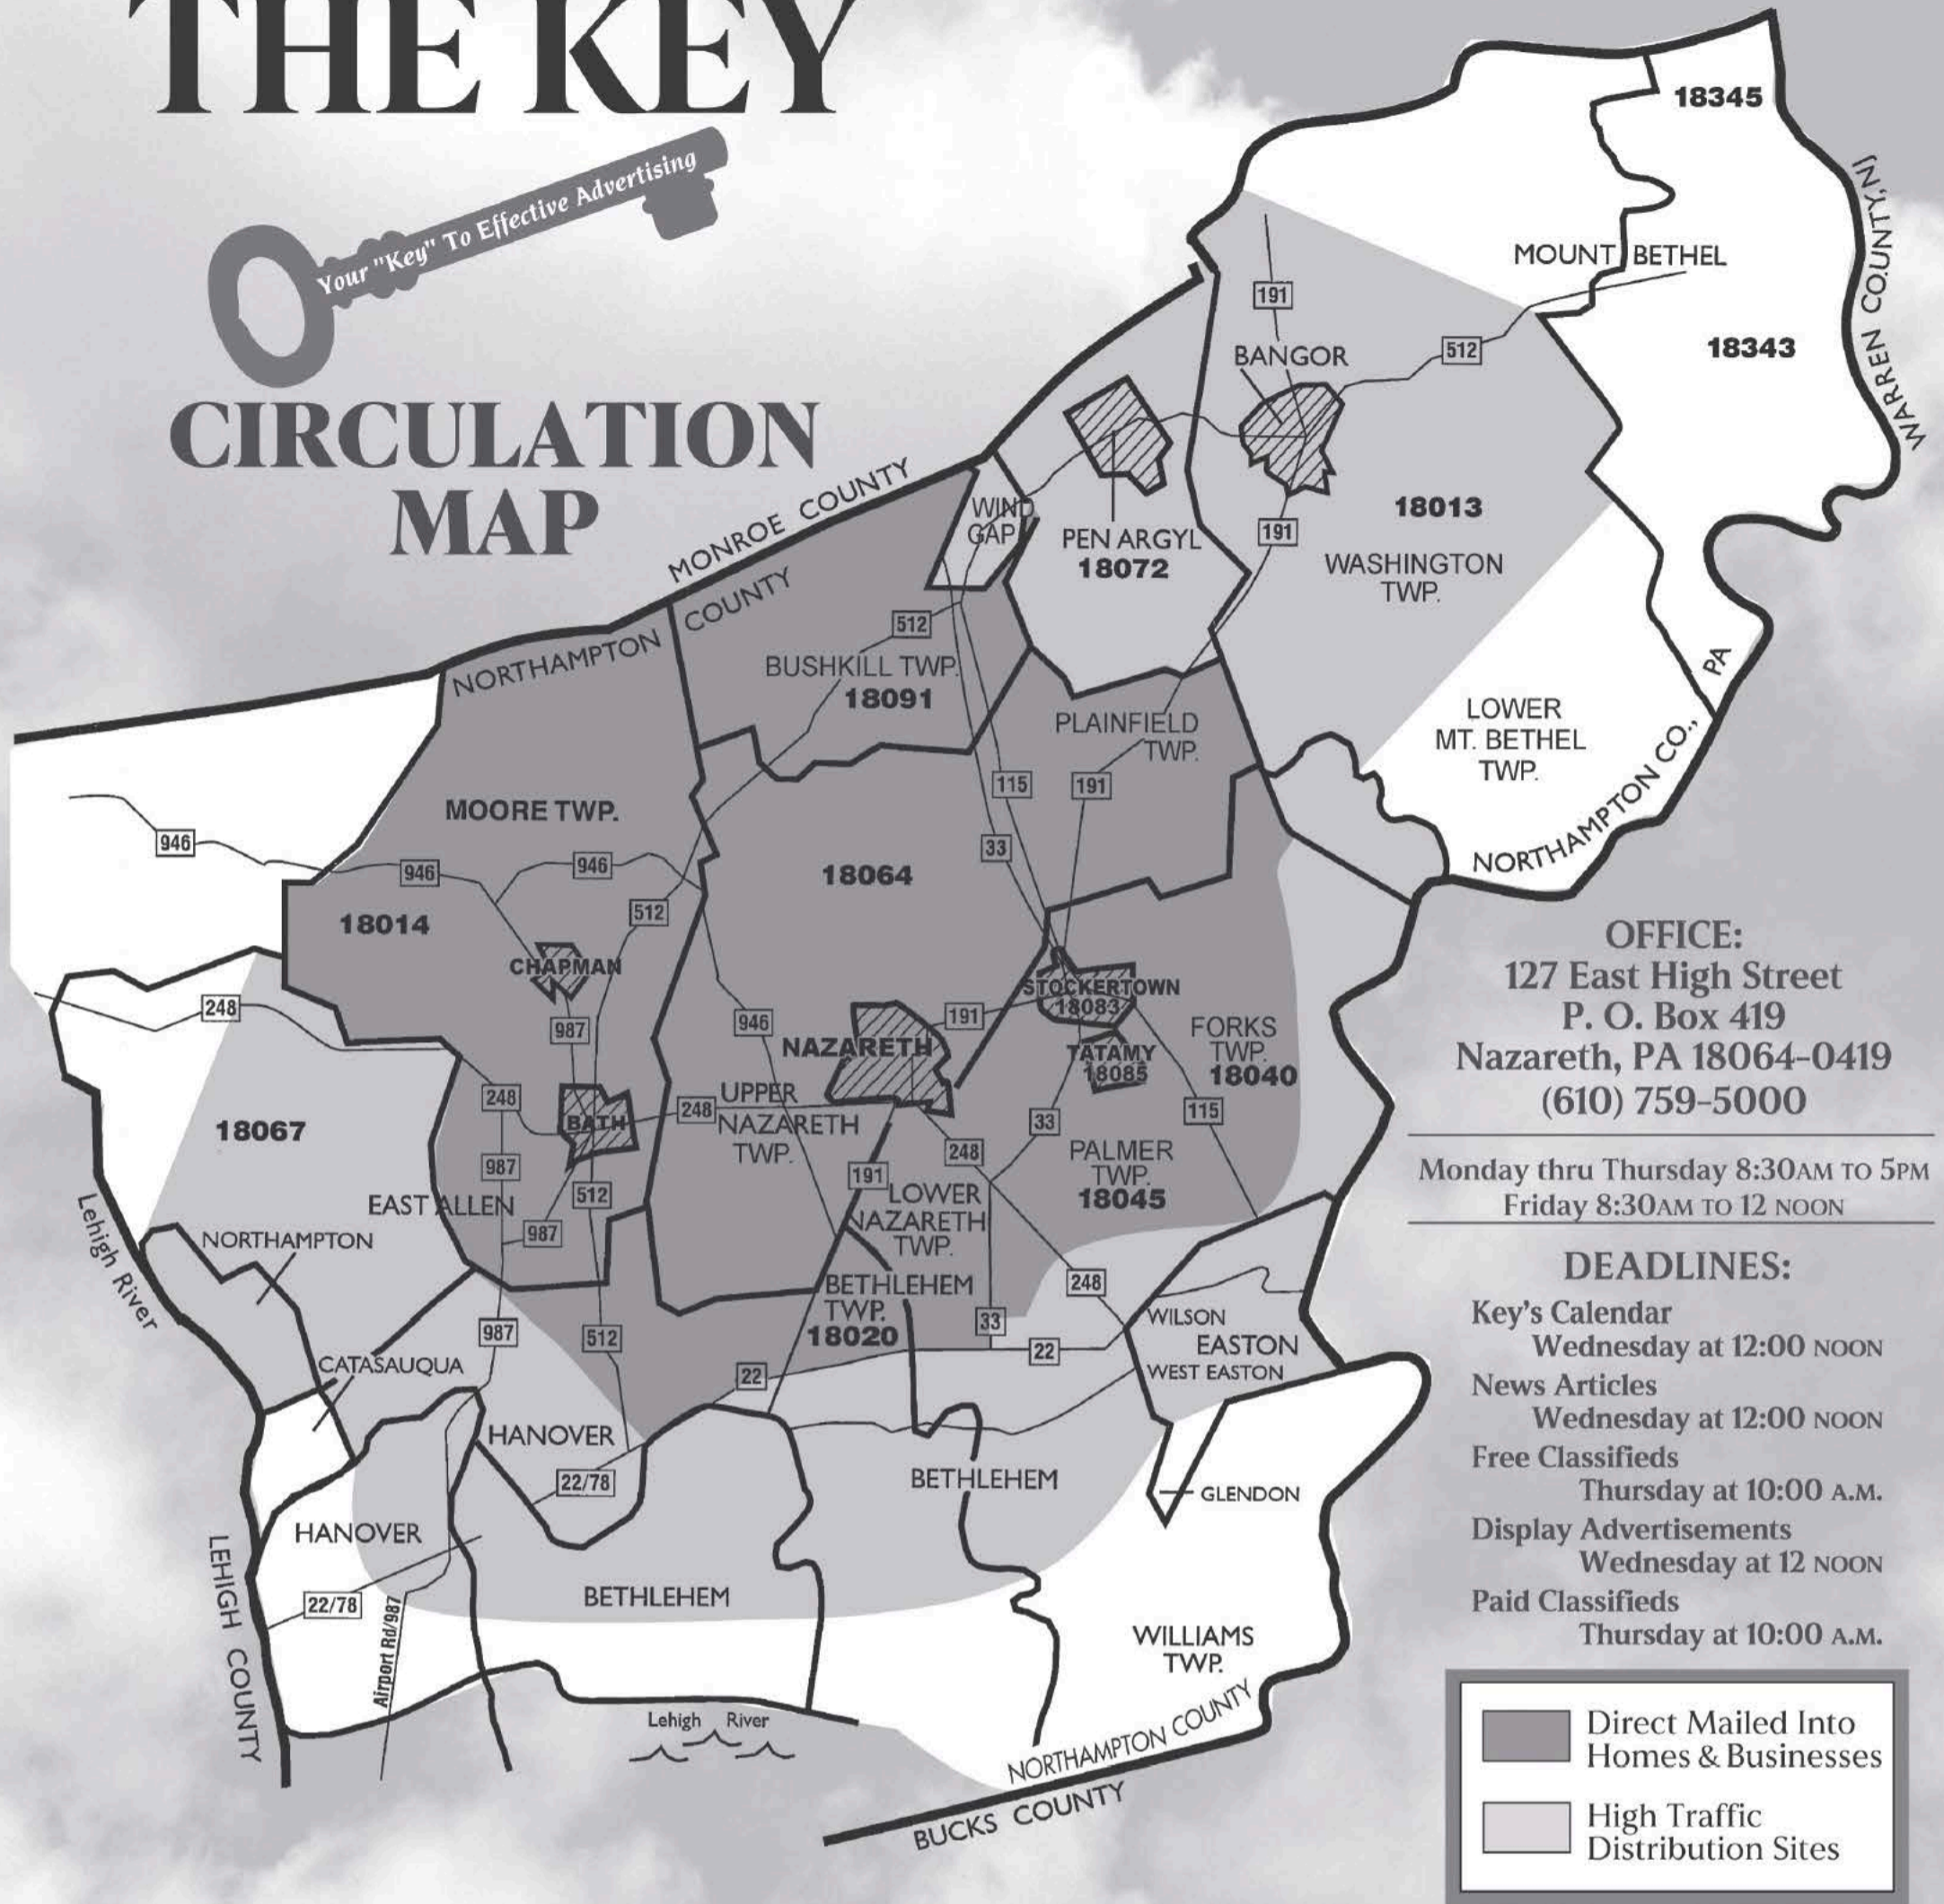 THE KEY
Your "Key" To Effective Advertising
CIRCULATION
MAP
18345
WARREN COUNTY, NJ
MOUNT BETHEL
191
BANGOR
512
18343
MONROE COUNTY
WIND
GAP
PEN ARGYL
18072
191
18013
WASHINGTON
TWP.
NORTHAMPTON COUNTY
512
BUSHKILL TWP.
18091
PLAINFIELD
TWP.
LOWER
MT. BETHEL
TWP.
NORTHAMPTON CO., PA
115
191
MOORE TWP.
946
946
946
33
18064
18014
512
CHAPMAN
248
987
946
NAZARETH
191
STOCKERTOWN
18083
TATAMY
18085
FORKS
TWP.
18040
248
BATH
248
UPPER
NAZARETH
TWP.
33
115
18067
987
248
PALMER
TWP.
18045
191
EAST ALLEN
512
LOWER
NAZARETH
TWP.
987
Lehigh River
NORTHAMPTON
BETHLEHEM
TWP.
18020
248
33
987
512
22
22
WILSON
EASTON
WEST EASTON
CATASAUQUA
HANOVER
22/78
BETHLEHEM
GLENDON
HANOVER
LEHIGH COUNTY
22/78
Airport Rd/987
BETHLEHEM
WILLIAMS
TWP.
Lehigh River
NORTHAMPTON COUNTY
BUCKS COUNTY
OFFICE:
127 East High Street
P. O. Box 419
Nazareth, PA 18064-0419
(610) 759-5000
Monday thru Thursday 8:30AM TO 5PM
Friday 8:30AM TO 12 NOON
DEADLINES:
Key's Calendar
Wednesday at 12:00 NOON
News Articles
Wednesday at 12:00 NOON
Free Classifieds
Thursday at 10:00 A.M.
Display Advertisements
Wednesday at 12 NOON
Paid Classifieds
Thursday at 10:00 A.M.
Direct Mailed Into
Homes & Businesses
High Traffic
Distribution Sites